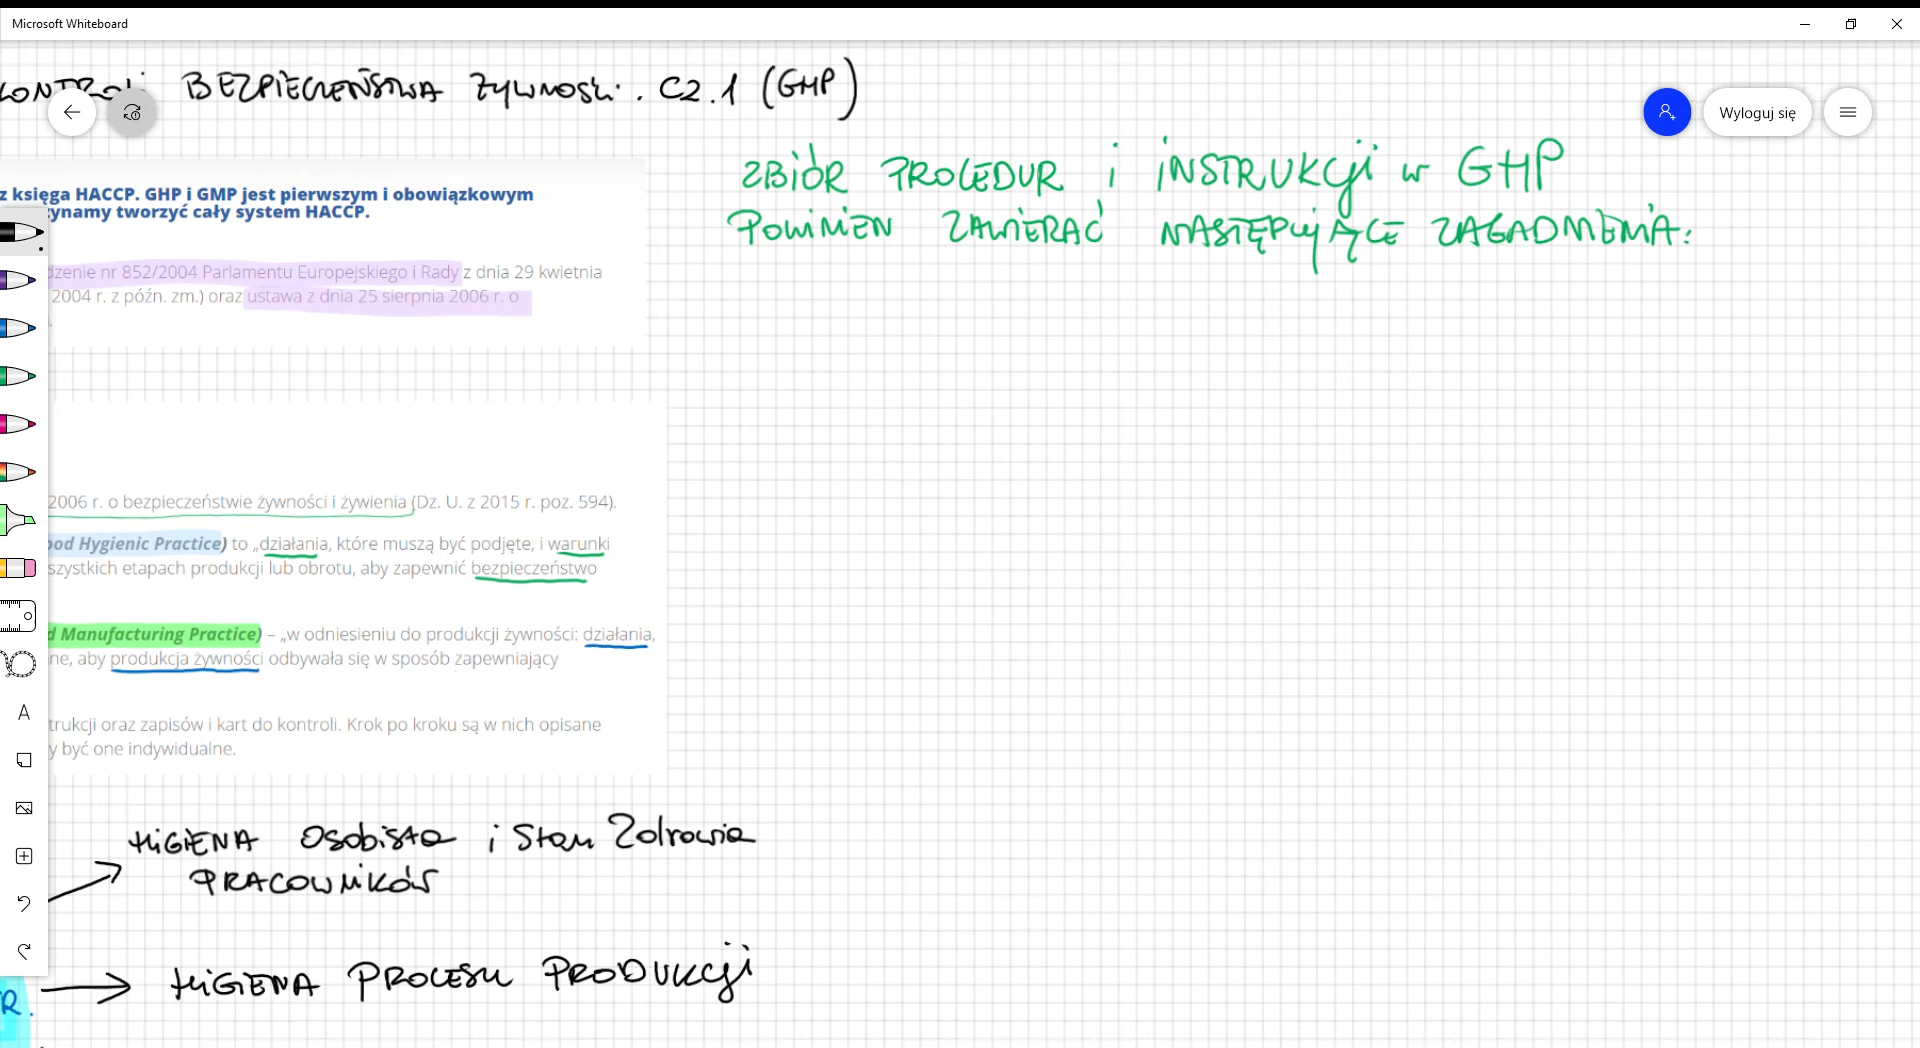 Microsoft Whiteboard
BEZPIECZEŃSTWA ŻYWNOŚCI. C2.1 (GHP)
Wyloguj się
ZBIÓR PROCEDUR i INSTRUKCJI w GHP
POWINIEN ZAWIERAĆ NASTĘPUJĄCE ZAGADNIENIA:
z księga HACCP. GHP i GMP jest pierwszym i obowiązkowym
zynamy tworzyć cały system HACCP.
dzenie nr 852/2004 Parlamentu Europejskiego i Rady z dnia 29 kwietnia
2004 r. z późn. zm.) oraz ustawa z dnia 25 sierpnia 2006 r. o
).
2006 r. o bezpieczeństwie żywności i żywienia (Dz. U. z 2015 r. poz. 594).
ood Hygienic Practice) to „działania, które muszą być podjęte, i warunki
szystkich etapach produkcji lub obrotu, aby zapewnić bezpieczeństwo
d Manufacturing Practice) – „w odniesieniu do produkcji żywności: działania,
ne, aby produkcja żywności odbywała się w sposób zapewniający
trukcji oraz zapisów i kart do kontroli. Krok po kroku są w nich opisane
y być one indywidualne.
HIGIENA Osobista i Stan Zdrowia
PRACOWNIKÓW
HIGIENA PROCESU PRODUKCJI
R.